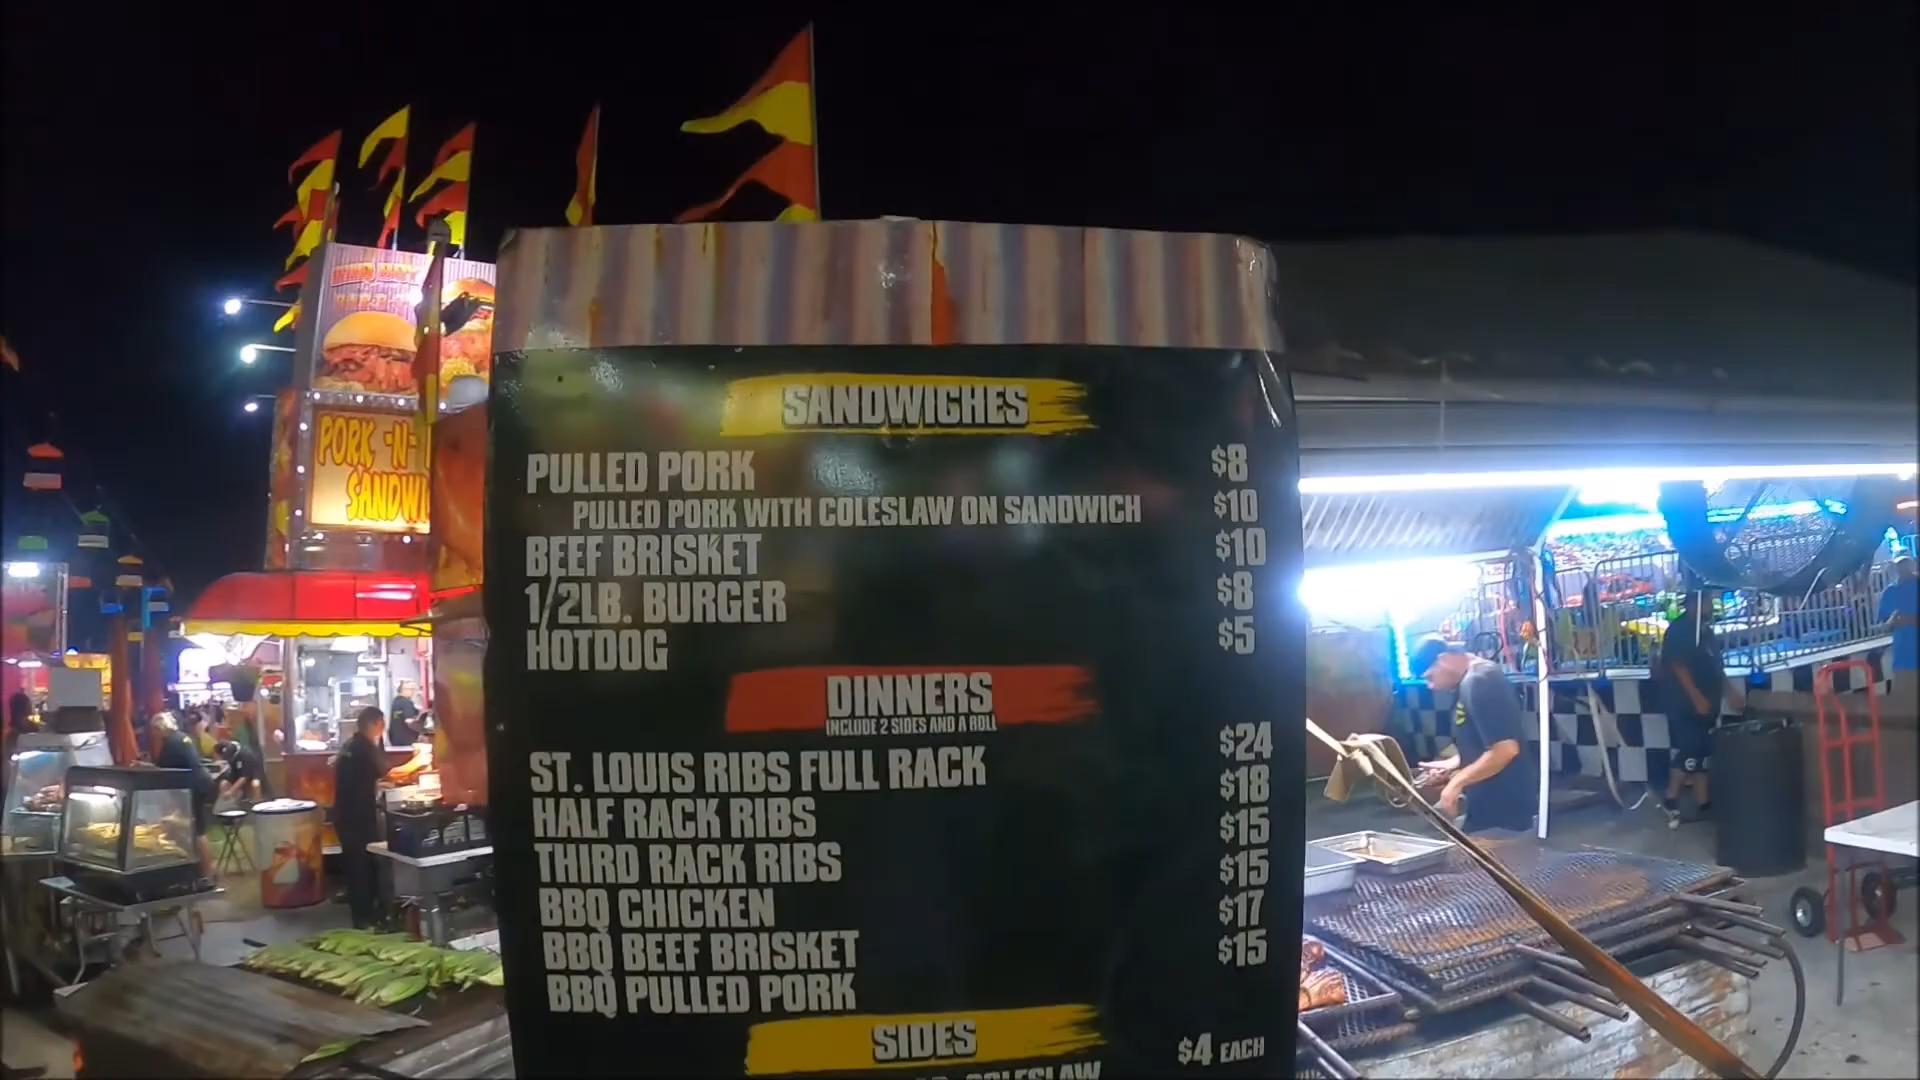 PORK -N-
SANDWI
SANDWICHES
PULLED PORK $8
PULLED PORK WITH COLESLAW ON SANDWICH $10
BEEF BRISKET $10
1/2LB. BURGER $8
HOTDOG $5
DINNERS
INCLUDE 2 SIDES AND A ROLL
ST. LOUIS RIBS FULL RACK $24
HALF RACK RIBS $18
THIRD RACK RIBS $15
BBQ CHICKEN $15
BBQ BEEF BRISKET $17
BBQ PULLED PORK $15
SIDES
$4 EACH
COLESLAW